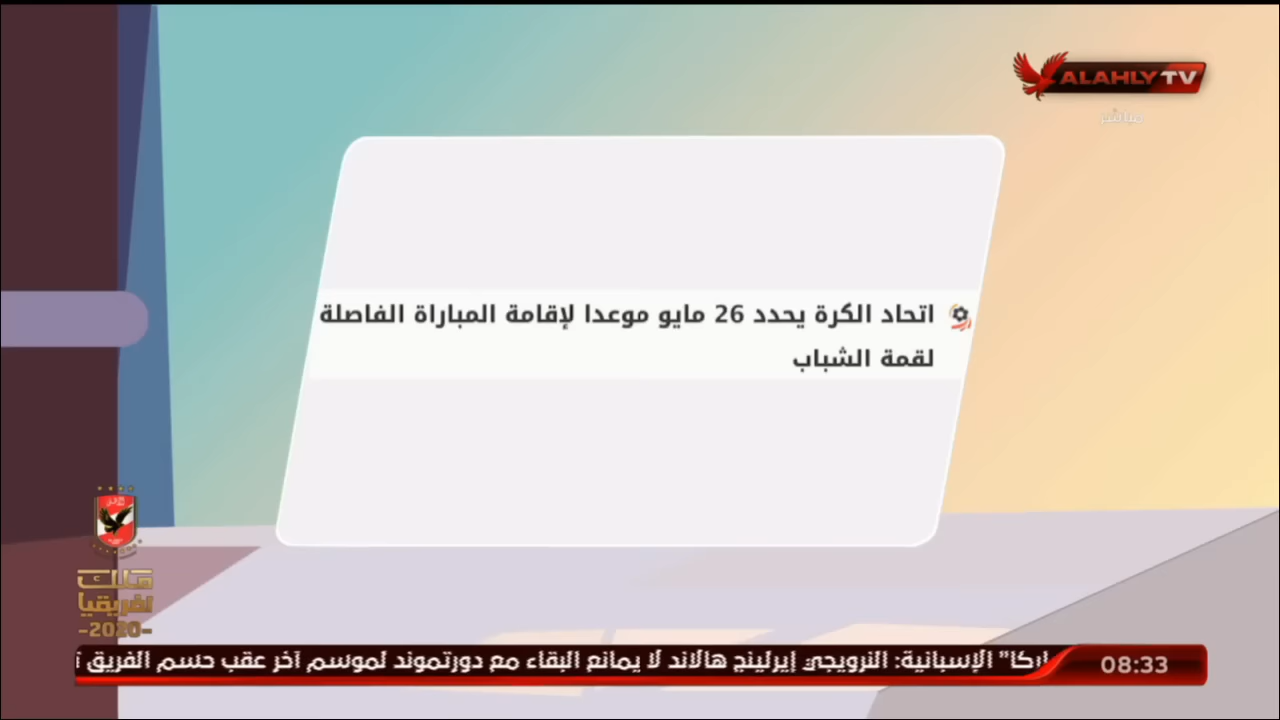 ALAHLY TV
مباشر
اتحاد الكرة يحدد 26 مايو موعدا لإقامة المباراة الفاصلة
لقمة الشباب
ملك
افريقيا
-2020-
اركا" الإسبانية: النرويجي إيرلينج هالاند لا يمانع البقاء مع دورتموند لموسم آخر عقب حسم الفريق
08:33